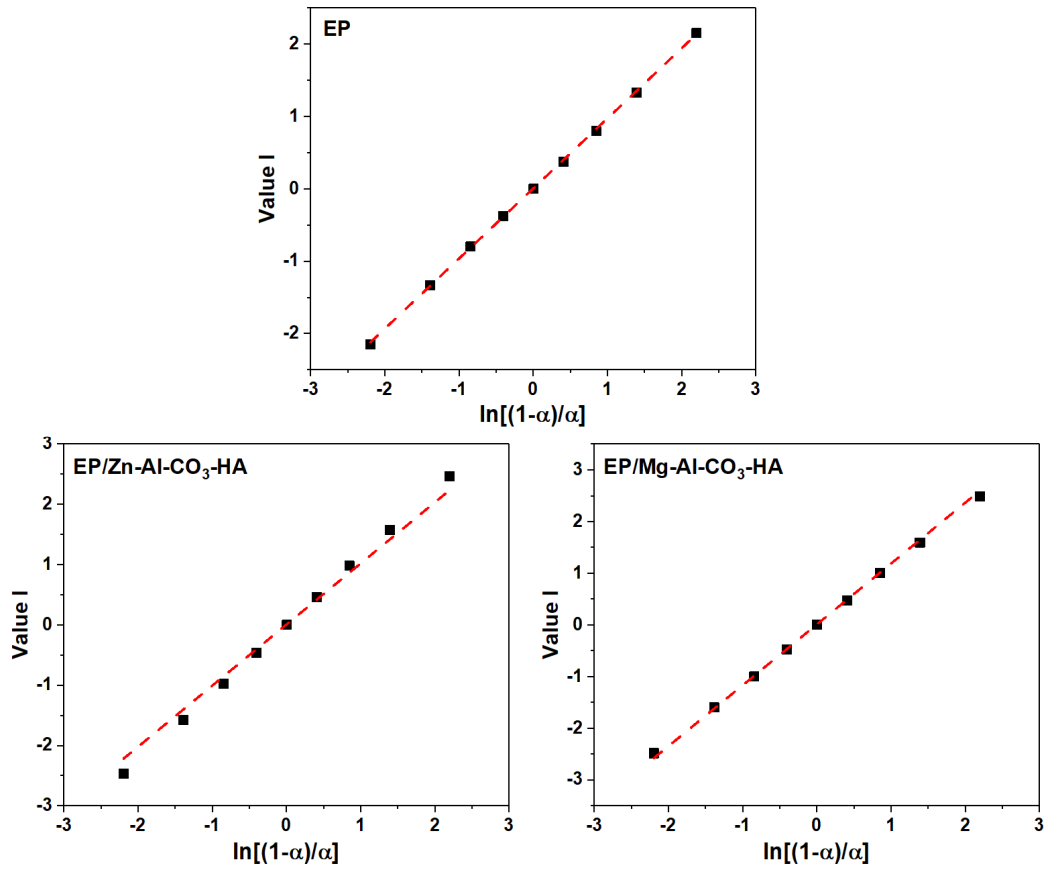 EP
2
1
0
-1
-2
Value I
-3 -2 -1 0 1 2 3
ln[(1-α)/α]
EP/Zn-Al-CO₃-HA
3
2
1
0
-1
-2
-3
Value I
-3 -2 -1 0 1 2 3
ln[(1-α)/α]
EP/Mg-Al-CO₃-HA
3
2
1
0
-1
-2
-3
Value I
-3 -2 -1 0 1 2 3
ln[(1-α)/α]